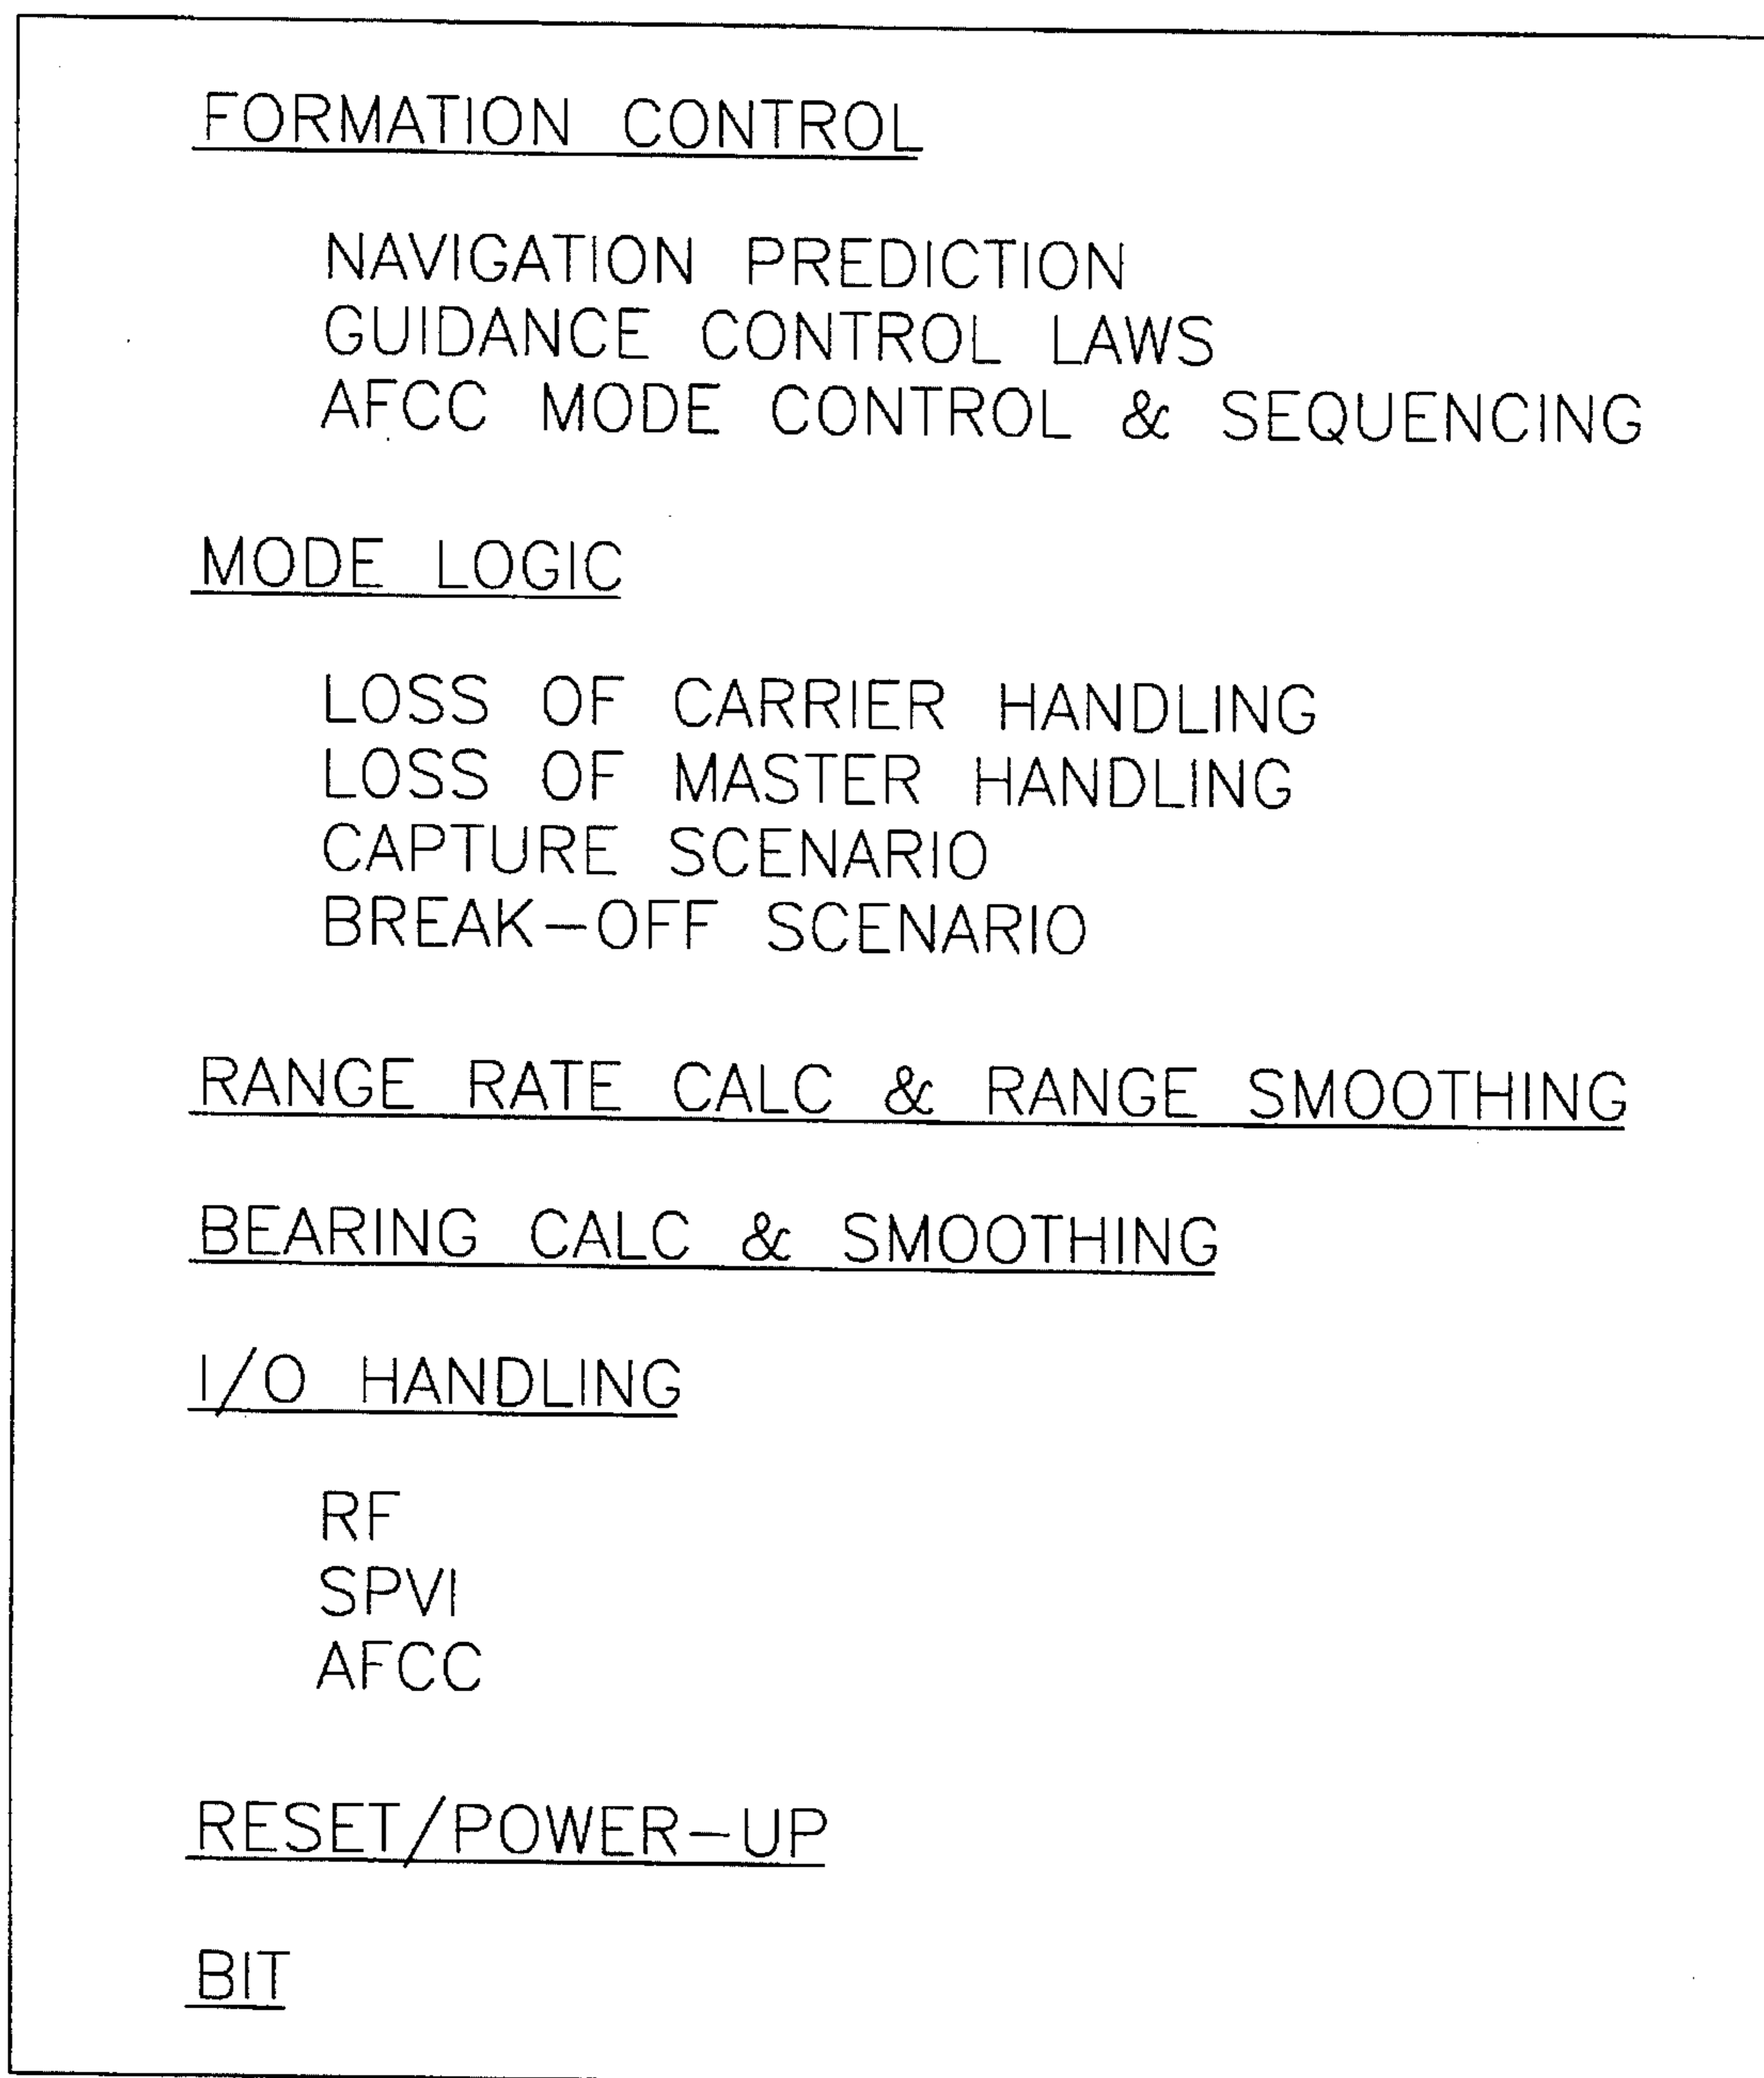 FORMATION CONTROL
NAVIGATION PREDICTION
GUIDANCE CONTROL LAWS
AFCC MODE CONTROL & SEQUENCING
MODE LOGIC
LOSS OF CARRIER HANDLING
LOSS OF MASTER HANDLING
CAPTURE SCENARIO
BREAK-OFF SCENARIO
RANGE RATE CALC & RANGE SMOOTHING
BEARING CALC & SMOOTHING
I/O HANDLING
RF
SPVI
AFCC
RESET/POWER-UP
BIT